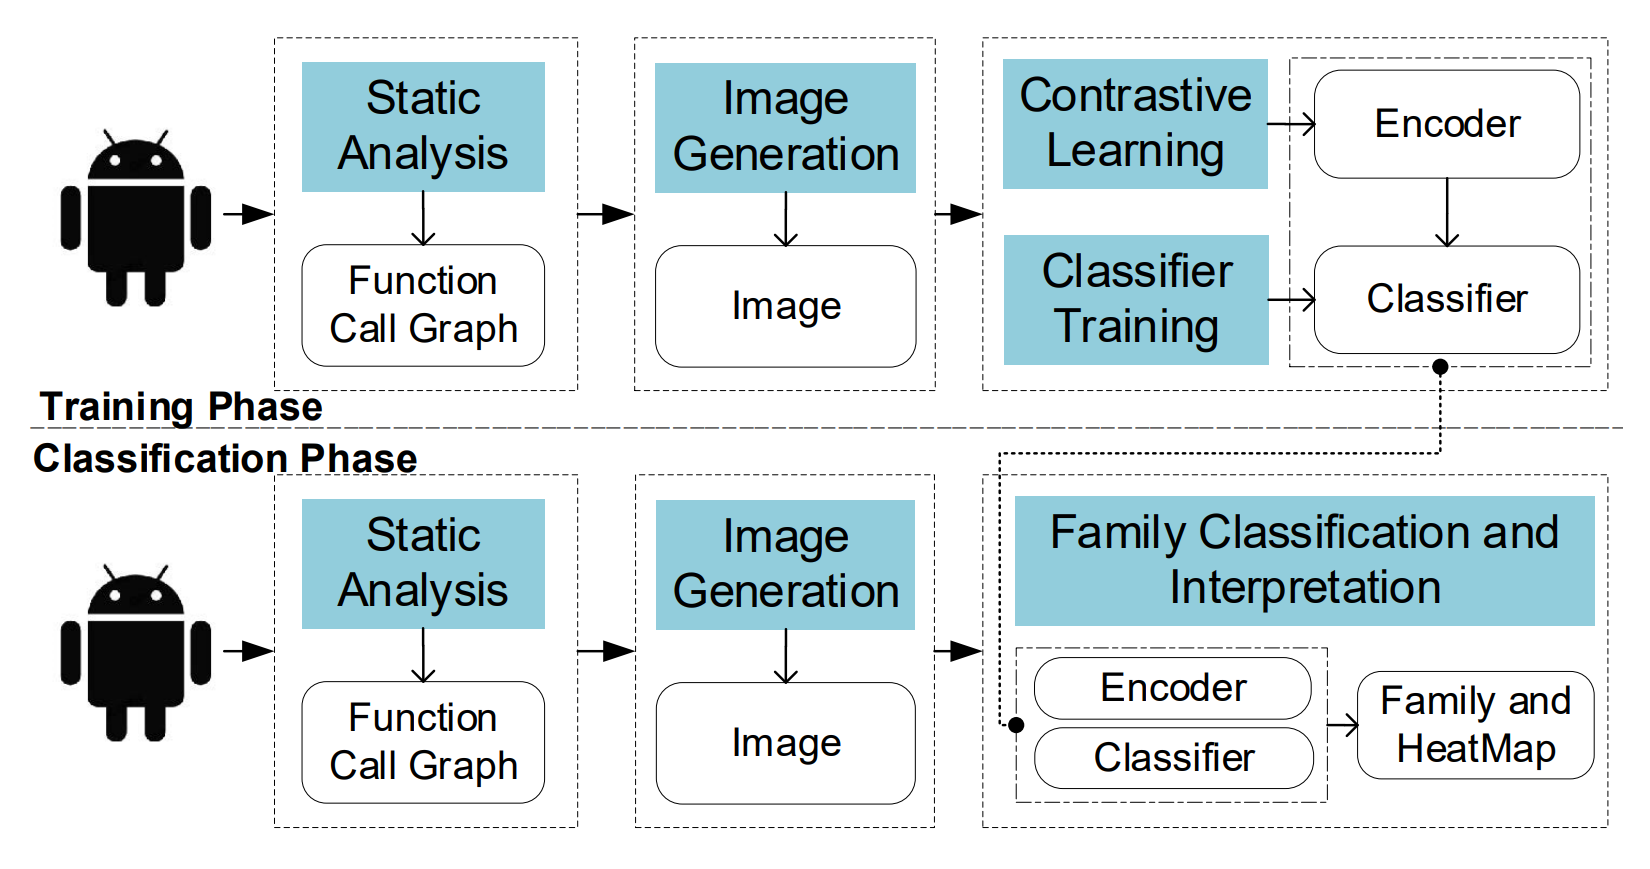 Static
Analysis
Function
Call Graph
Image
Generation
Image
Contrastive
Learning
Encoder
Classifier
Training
Classifier
Training Phase
Classification Phase
Static
Analysis
Function
Call Graph
Image
Generation
Image
Family Classification and
Interpretation
Encoder
Classifier
Family and
HeatMap